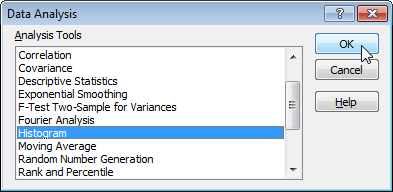 Data Analysis
Analysis Tools
Correlation
Covariance
Descriptive Statistics
Exponential Smoothing
F-Test Two-Sample for Variances
Fourier Analysis
Histogram
Moving Average
Random Number Generation
Rank and Percentile
OK
Cancel
Help